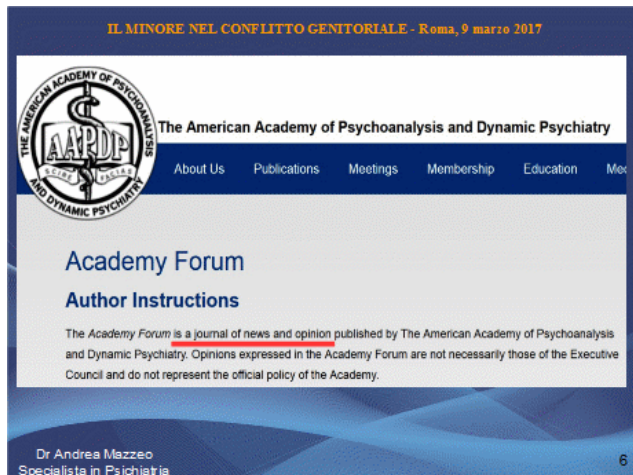 IL MINORE NEL CONFLITTO GENITORIALE - Roma, 9 marzo 2017
THE AMERICAN ACADEMY OF PSYCHOANALYSIS
AND DYNAMIC PSYCHIATRY
AAPDP
SCIRE FACIAS
The American Academy of Psychoanalysis and Dynamic Psychiatry
About Us Publications Meetings Membership Education
Academy Forum
Author Instructions
The Academy Forum is a journal of news and opinion published by The American Academy of Psychoanalysis
and Dynamic Psychiatry. Opinions expressed in the Academy Forum are not necessarily those of the Executive
Council and do not represent the official policy of the Academy.
Dr Andrea Mazzeo
Specialista in Psichiatria
6